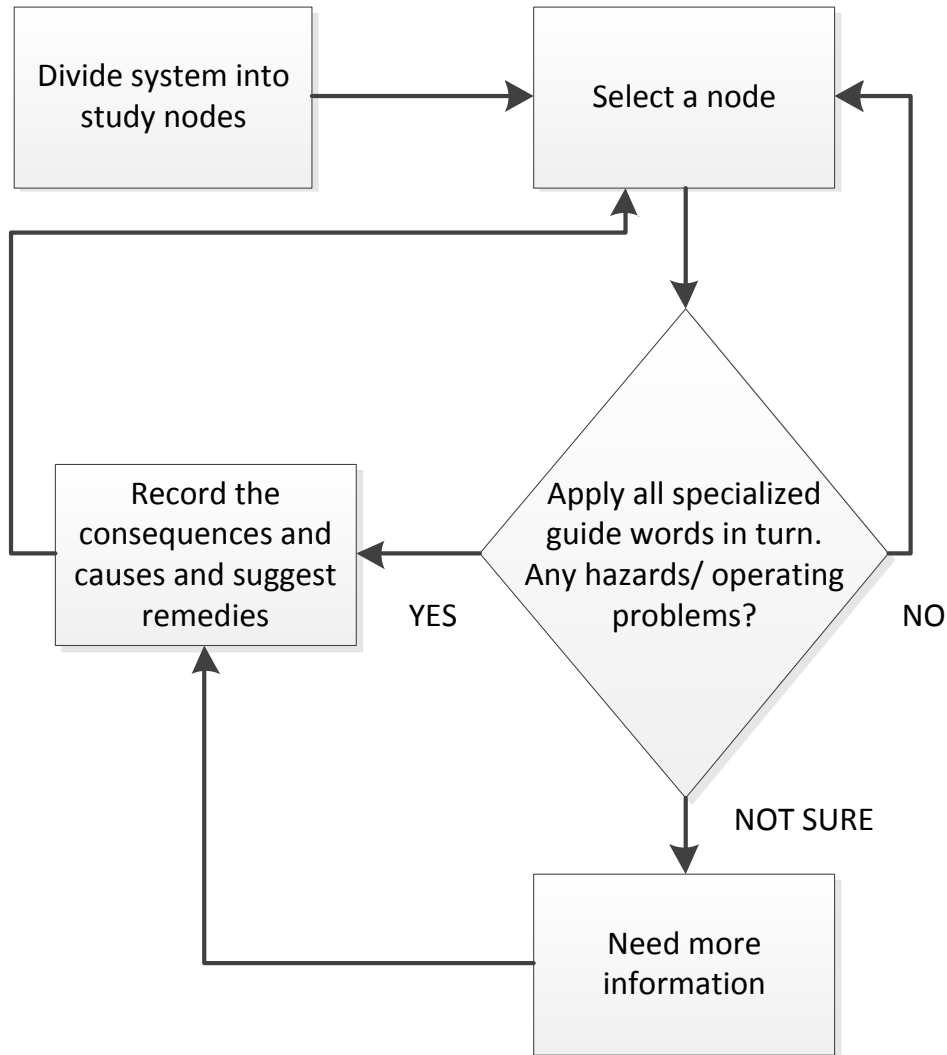 Divide system into
study nodes
Select a node
Apply all specialized
guide words in turn.
Any hazards/ operating
problems?
Record the
consequences and
causes and suggest
remedies
YES
NO
NOT SURE
Need more
information